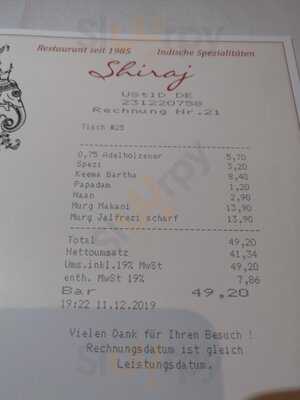 Restaurant seit 1985 Indische Spezialitäten
Shiraj
UStID DE
231220758
Rechnung Nr.21
Tisch #25
0,75 Adelholzener 5,70
Spezi 3,20
Keema Bartha 8,40
Papadam 1,20
Naan 2,90
Murg Makani 13,90
Murg Jalfrezi scharf 13,90
Total 49,20
Nettoumsatz 41,34
Ums.inkl.19% MwSt 49,20
enth. MwSt 19% 7,86
Bar 49,20
19:22 11.12.2019
Vielen Dank für Ihren Besuch !
Rechnungsdatum ist gleich
Leistungsdatum.